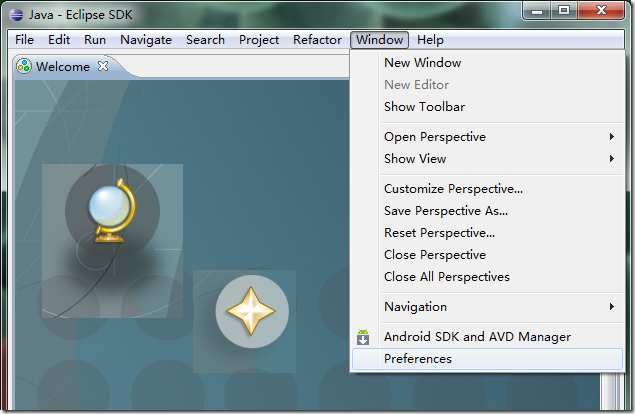 Java - Eclipse SDK
File Edit Run Navigate Search Project Refactor Window Help
Welcome
New Window
New Editor
Show Toolbar
Open Perspective
Show View
Customize Perspective...
Save Perspective As...
Reset Perspective...
Close Perspective
Close All Perspectives
Navigation
Android SDK and AVD Manager
Preferences